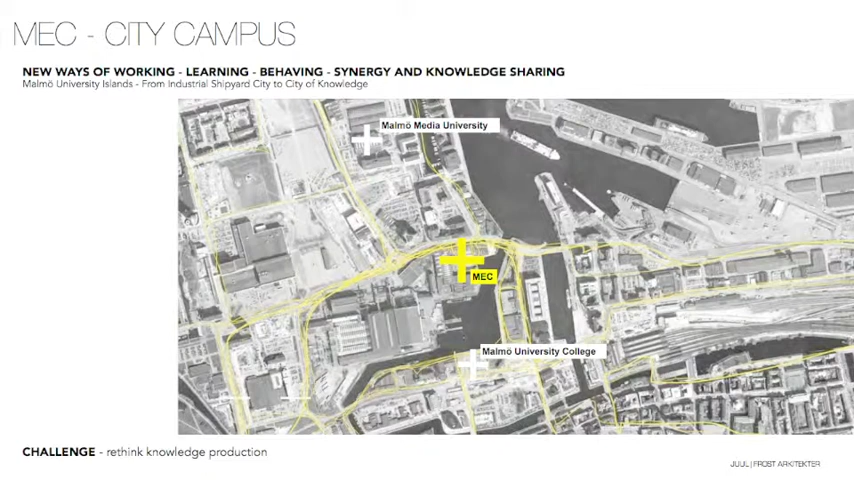 MEC - CITY CAMPUS
NEW WAYS OF WORKING - LEARNING - BEHAVING - SYNERGY AND KNOWLEDGE SHARING
Malmö University Islands - From Industrial Shipyard City to City of Knowledge
Malmö Media University
MEC
Malmö University College
CHALLENGE - rethink knowledge production
JUUL | FROST ARKITEKTER